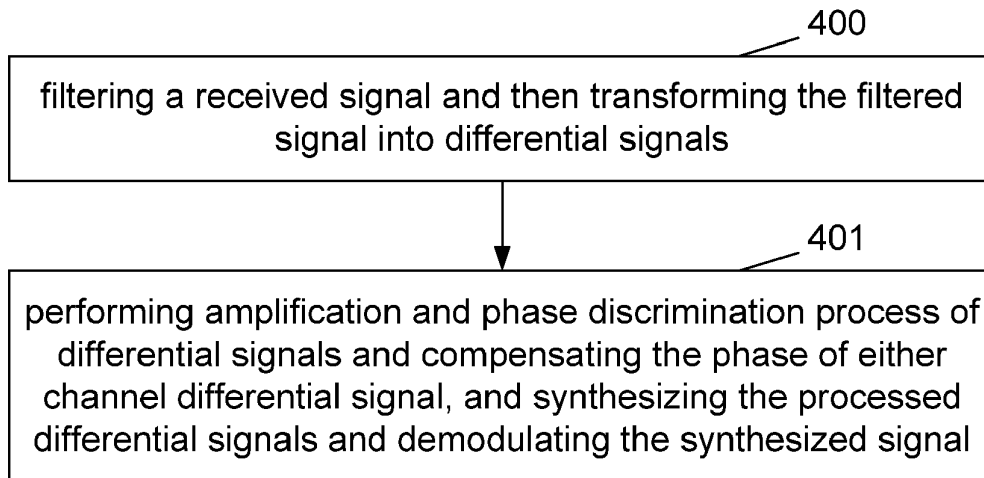 400
filtering a received signal and then transforming the filtered
signal into differential signals
401
performing amplification and phase discrimination process of
differential signals and compensating the phase of either
channel differential signal, and synthesizing the processed
differential signals and demodulating the synthesized signal